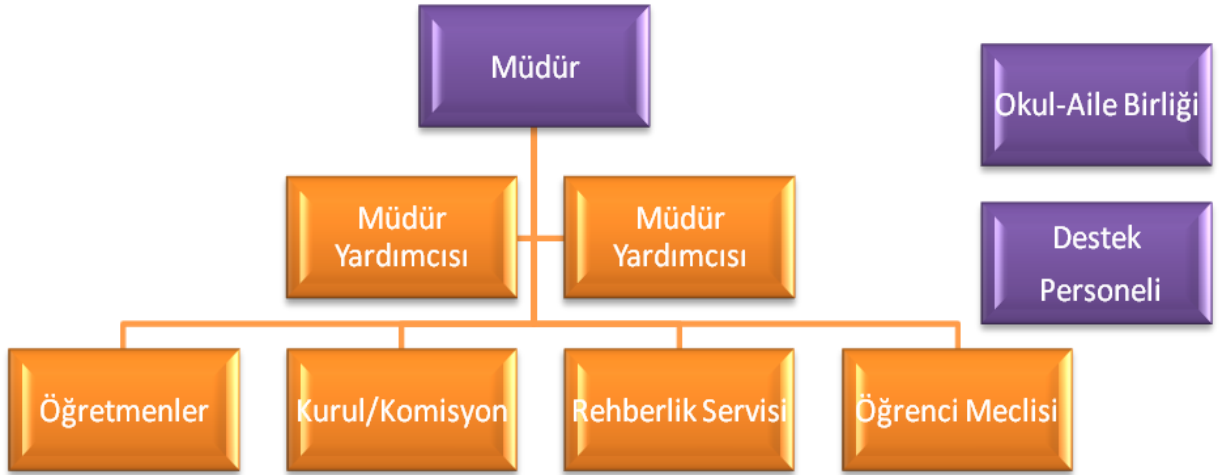 Müdür
Okul-Aile Birliği
Müdür
Yardımcısı
Müdür
Yardımcısı
Destek
Personeli
Öğretmenler
Kurul/Komisyon
Rehberlik Servisi
Öğrenci Meclisi